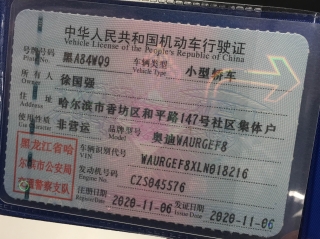 中华人民共和国机动车行驶证
Vehicle License of the People's Republic of China
号牌号码 黑A84W09 车辆类型 小型轿车
Plate No. Vehicle Type
所有人 徐国强
Owner
住址 哈尔滨市香坊区和平路147号社区集体户
Address
使用性质 非营运 品牌型号 奥迪WAURGEF8
Use Character Model
车辆识别代号 WAURGEF8XLN018216
VIN
发动机号码 CZS045576
Engine No.
注册日期 2020-11-06 发证日期 2020-11-06
Register Date Issue Date
黑龙江省哈
尔滨市公安局
交通警察支队